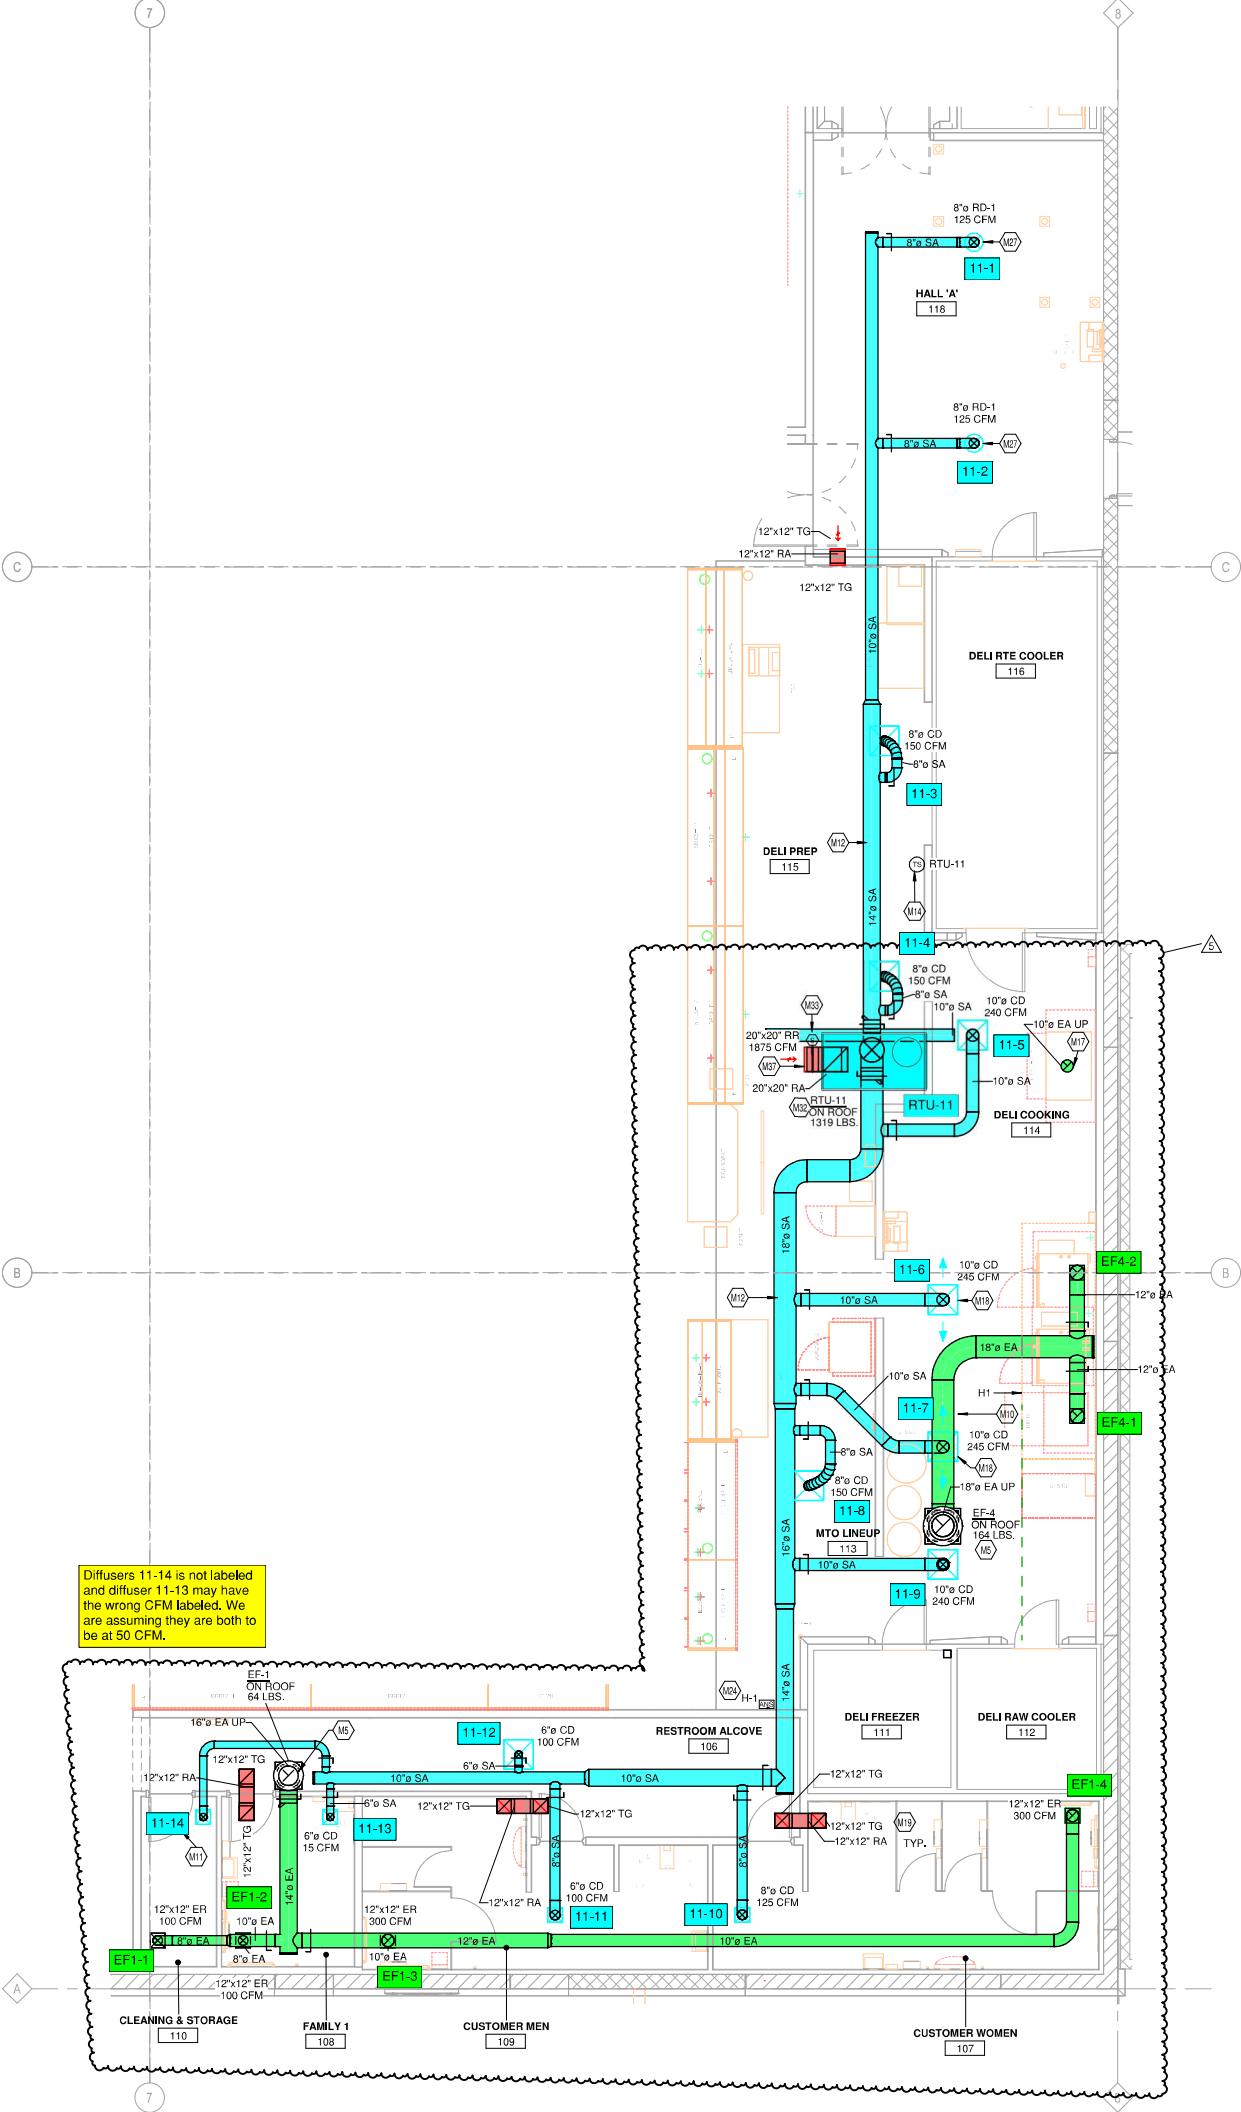 7
8
8"ø RD-1
125 CFM
8"ø SA
M27
11-1
HALL 'A'
118
8"ø RD-1
125 CFM
8"ø SA
M27
11-2
12"x12" TG
12"x12" RA
12"x12" TG
C
C
10"ø SA
DELI RTE COOLER
116
8"ø CD
150 CFM
8"ø SA
11-3
M12
DELI PREP
115
TS
RTU-11
M14
14"ø SA
11-4
5
8"ø CD
150 CFM
8"ø SA
10"ø SA
10"ø CD
240 CFM
M33
20"x20" RR
1875 CFM
M37
20"x20" RA
11-5
10"ø EA UP
M17
10"ø SA
M32
RTU-11
ON ROOF
1319 LBS.
RTU-11
DELI COOKING
114
18"ø SA
B
B
11-6
10"ø CD
245 CFM
EF4-2
M12
10"ø SA
M18
12"ø EA
18"ø EA
12"ø EA
10"ø SA
H1
11-7
M10
EF4-1
10"ø CD
245 CFM
8"ø SA
M18
8"ø CD
150 CFM
18"ø EA UP
11-8
EF-4
ON ROOF
164 LBS.
M5
16"ø SA
MTO LINEUP
113
10"ø SA
11-9
10"ø CD
240 CFM
Diffusers 11-14 is not labeled
and diffuser 11-13 may have
the wrong CFM labeled. We
are assuming they are both to
be at 50 CFM.
EF-1
ON ROOF
64 LBS.
M24
H-1
ANS
14"ø SA
16"ø EA UP
M5
11-12
6"ø CD
100 CFM
RESTROOM ALCOVE
106
DELI FREEZER
111
DELI RAW COOLER
112
12"x12" TG
12"x12" RA
6"ø SA
10"ø SA
10"ø SA
12"x12" TG
EF1-4
6"ø SA
12"x12" TG
12"x12" TG
12"x12" TG
12"x12" RA
M19
TYP.
12"x12" ER
300 CFM
11-14
M11
12"x12" TG
6"ø CD
15 CFM
11-13
8"ø SA
8"ø SA
14"ø EA
EF1-2
12"x12" RA
6"ø CD
100 CFM
8"ø CD
125 CFM
12"x12" ER
100 CFM
12"x12" ER
300 CFM
11-11
11-10
10"ø EA
8"ø EA
8"ø EA
12"ø EA
10"ø EA
EF1-1
10"ø EA
EF1-3
12"x12" ER
100 CFM
A
CLEANING & STORAGE
110
FAMILY 1
108
CUSTOMER MEN
109
CUSTOMER WOMEN
107
7